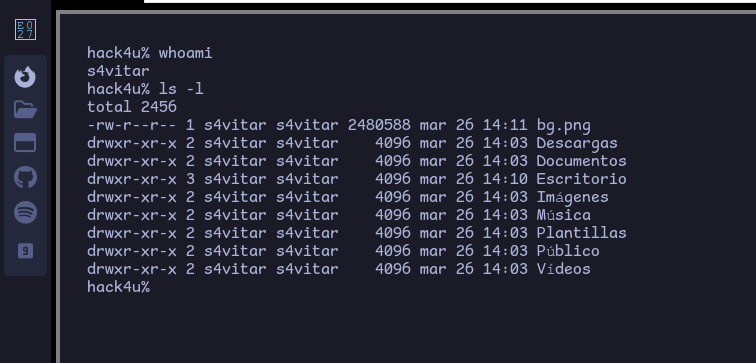 E0
27
9
hack4u% whoami
s4vitar
hack4u% ls -l
total 2456
-rw-r--r-- 1 s4vitar s4vitar 2480588 mar 26 14:11 bg.png
drwxr-xr-x 2 s4vitar s4vitar    4096 mar 26 14:03 Descargas
drwxr-xr-x 2 s4vitar s4vitar    4096 mar 26 14:03 Documentos
drwxr-xr-x 3 s4vitar s4vitar    4096 mar 26 14:10 Escritorio
drwxr-xr-x 2 s4vitar s4vitar    4096 mar 26 14:03 Imágenes
drwxr-xr-x 2 s4vitar s4vitar    4096 mar 26 14:03 Música
drwxr-xr-x 2 s4vitar s4vitar    4096 mar 26 14:03 Plantillas
drwxr-xr-x 2 s4vitar s4vitar    4096 mar 26 14:03 Público
drwxr-xr-x 2 s4vitar s4vitar    4096 mar 26 14:03 Vídeos
hack4u%